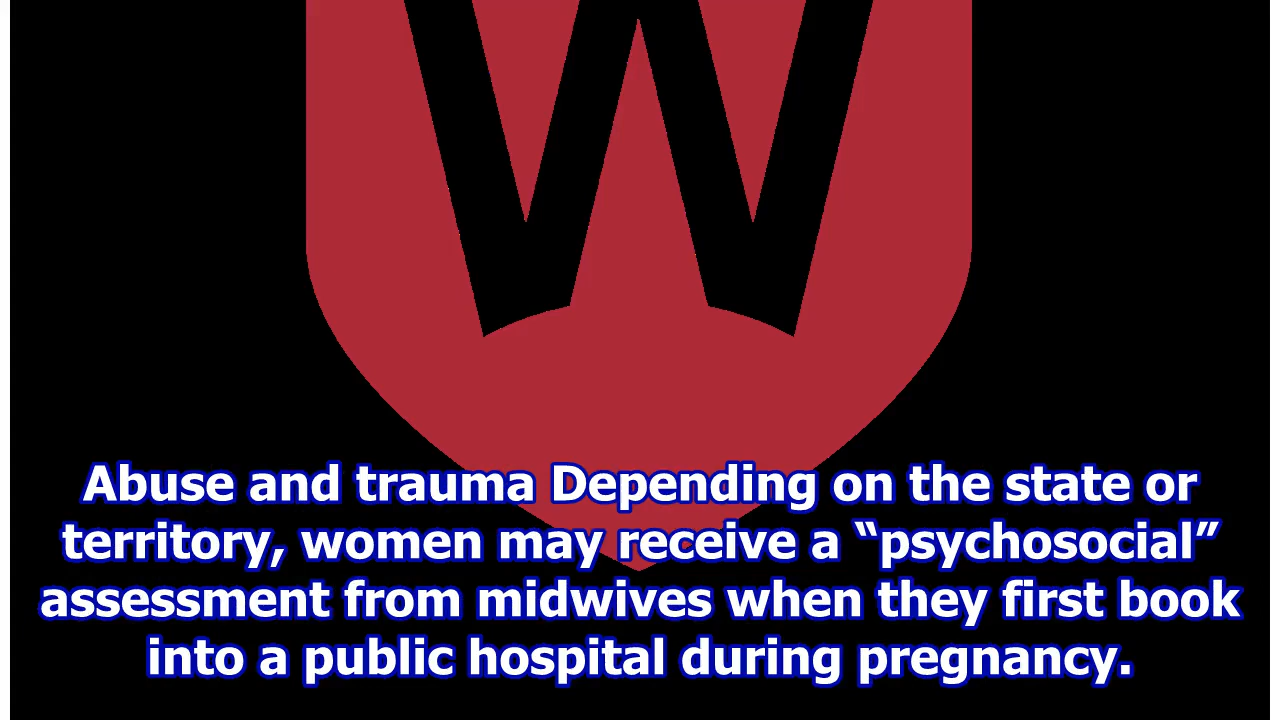 W
Abuse and trauma Depending on the state or
territory, women may receive a “psychosocial”
assessment from midwives when they first book
into a public hospital during pregnancy.